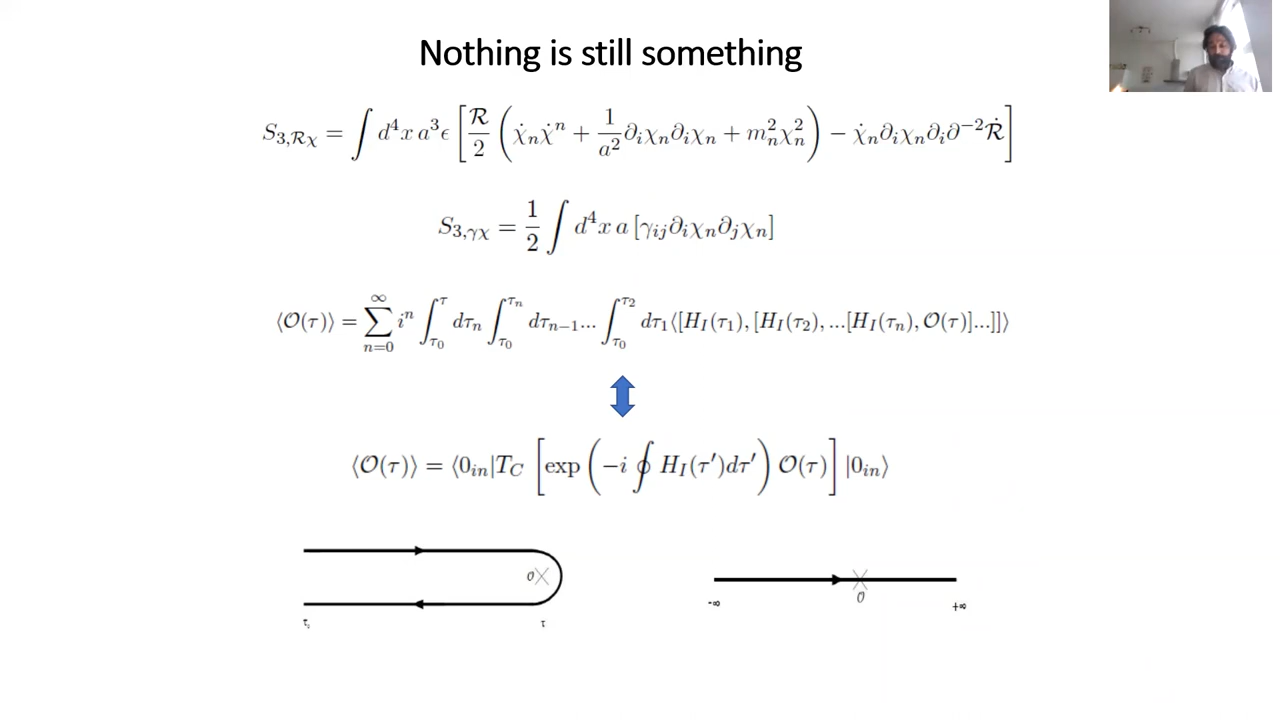 Nothing is still something
$S_{3,\mathcal{R}\chi} = \int d^4x\, a^3 \epsilon \left[ \frac{\mathcal{R}}{2} \left( \dot{\chi}_n \dot{\chi}^n + \frac{1}{a^2} \partial_i \chi_n \partial_i \chi_n + m_n^2 \chi_n^2 \right) - \dot{\chi}_n \partial_i \chi_n \partial_i \partial^{-2} \dot{\mathcal{R}} \right]$
$S_{3,\gamma\chi} = \frac{1}{2} \int d^4x\, a \left[ \gamma_{ij} \partial_i \chi_n \partial_j \chi_n \right]$
$\langle \mathcal{O}(\tau) \rangle = \sum_{n=0}^{\infty} i^n \int_{\tau_0}^{\tau} d\tau_n \int_{\tau_0}^{\tau_n} d\tau_{n-1} ... \int_{\tau_0}^{\tau_2} d\tau_1 \langle [H_I(\tau_1), [H_I(\tau_2), ...[H_I(\tau_n), \mathcal{O}(\tau)]...]] \rangle$
$\langle \mathcal{O}(\tau) \rangle = \langle 0_{in} | T_C \left[ \exp \left( -i \oint H_I(\tau') d\tau' \right) \mathcal{O}(\tau) \right] | 0_{in} \rangle$
O
τ
O
-∞
+∞